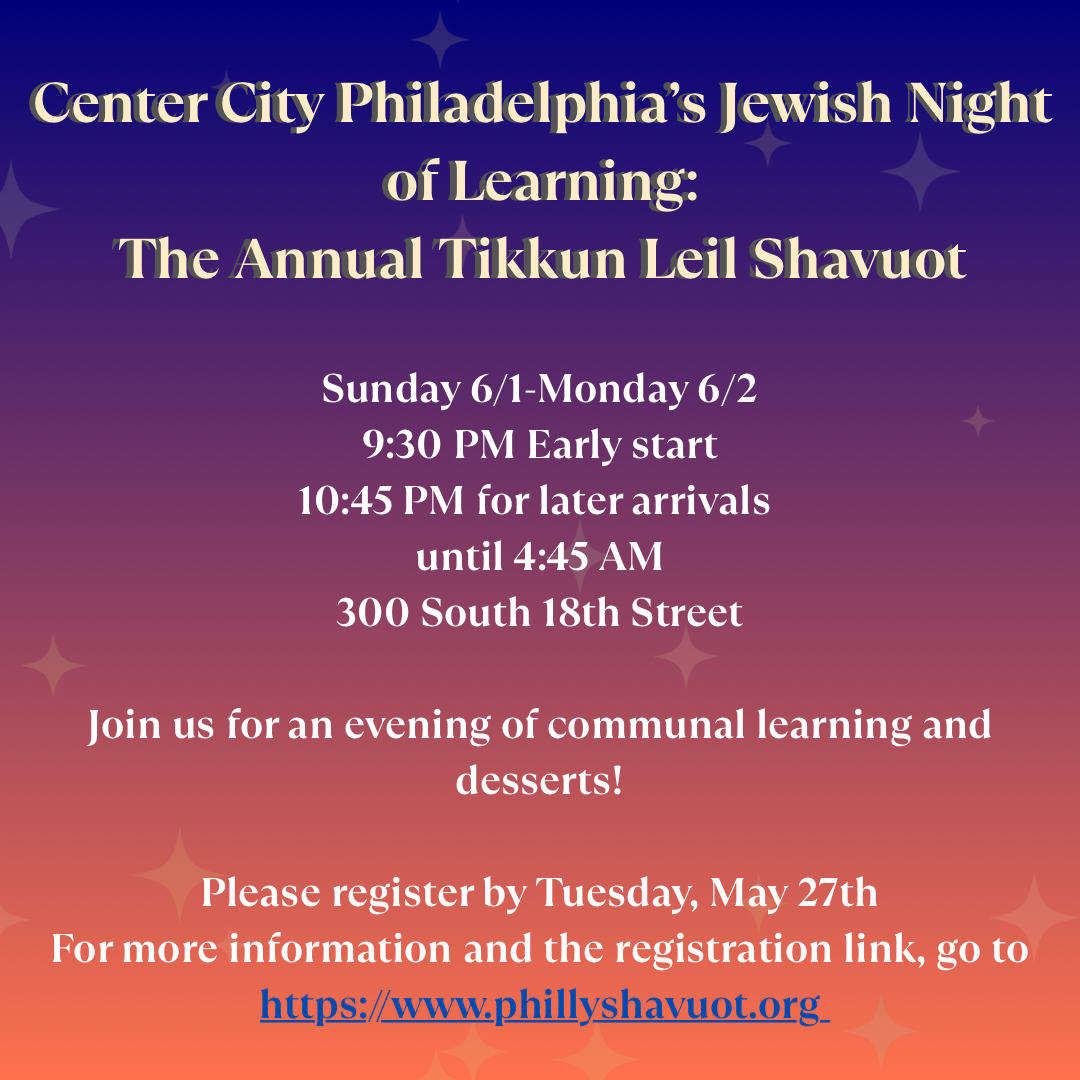 Center City Philadelphia’s Jewish Night
of Learning:
The Annual Tikkun Leil Shavuot
Sunday 6/1-Monday 6/2
9:30 PM Early start
10:45 PM for later arrivals
until 4:45 AM
300 South 18th Street
Join us for an evening of communal learning and
desserts!
Please register by Tuesday, May 27th
For more information and the registration link, go to
https://www.phillyshavuot.org